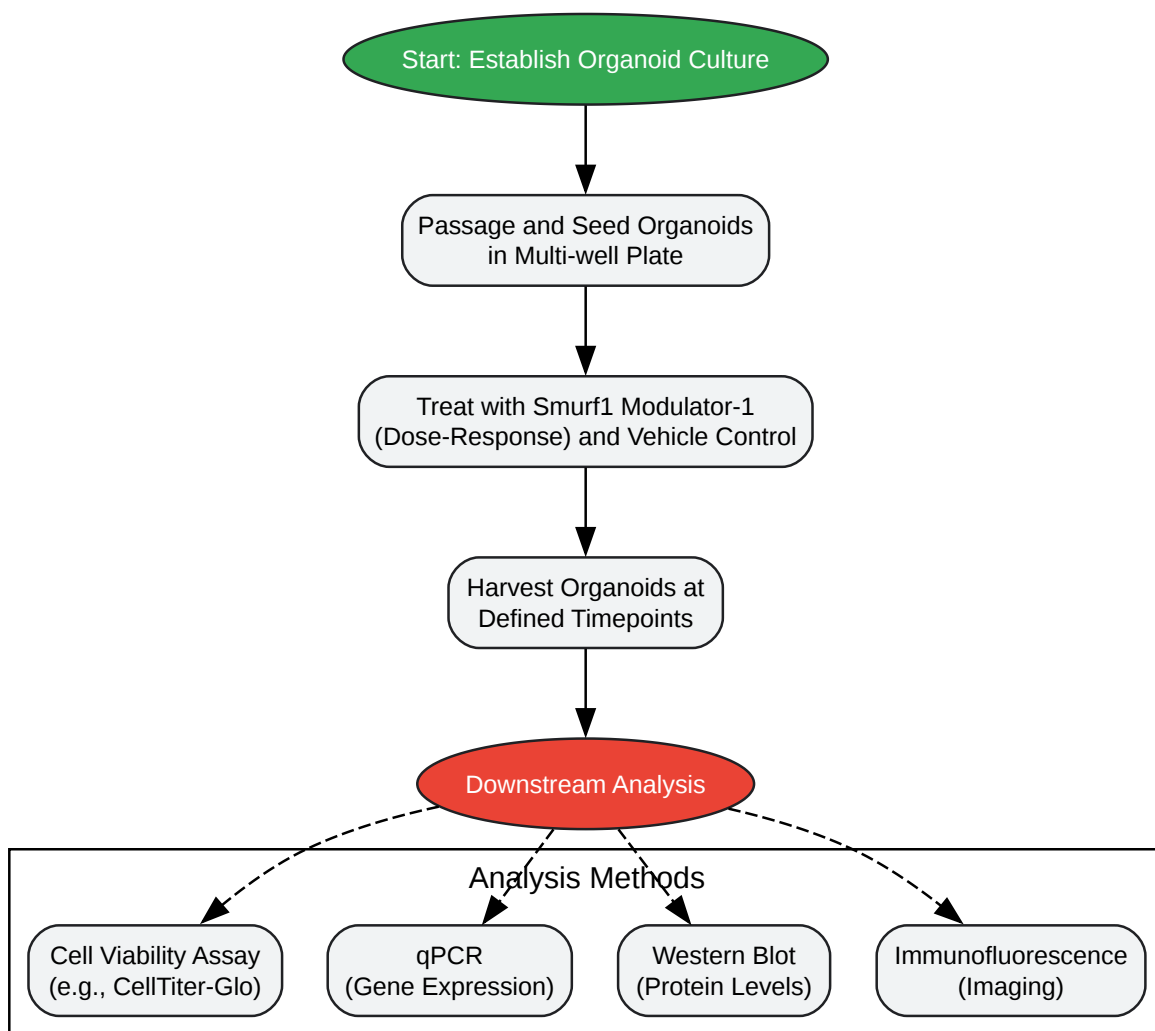 Start: Establish Organoid Culture
Passage and Seed Organoids
in Multi-well Plate
Treat with Smurf1 Modulator-1
(Dose-Response) and Vehicle Control
Harvest Organoids at
Defined Timepoints
Downstream Analysis
Analysis Methods
Cell Viability Assay
(e.g., CellTiter-Glo)
qPCR
(Gene Expression)
Western Blot
(Protein Levels)
Immunofluorescence
(Imaging)